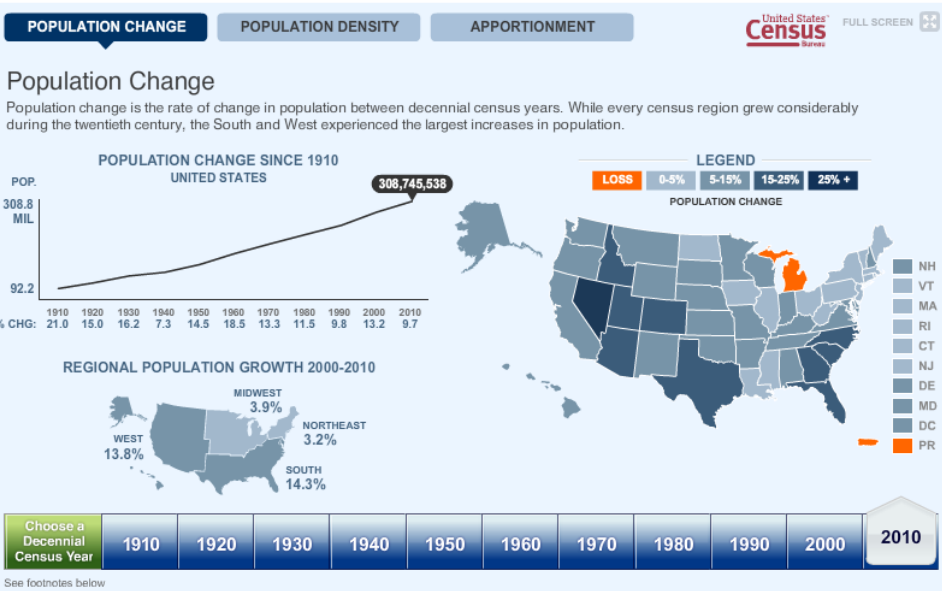 POPULATION CHANGE
POPULATION DENSITY
APPORTIONMENT
United States™
Census
Bureau
FULL SCREEN
Population Change
Population change is the rate of change in population between decennial census years. While every census region grew considerably
during the twentieth century, the South and West experienced the largest increases in population.
POPULATION CHANGE SINCE 1910
UNITED STATES
POP.
308.8
MIL
308,745,538
92.2
1910 1920 1930 1940 1950 1960 1970 1980 1990 2000 2010
% CHG: 21.0 15.0 16.2 7.3 14.5 18.5 13.3 11.5 9.8 13.2 9.7
LEGEND
LOSS 0-5% 5-15% 15-25% 25% +
POPULATION CHANGE
NH
VT
MA
RI
CT
NJ
DE
MD
DC
PR
REGIONAL POPULATION GROWTH 2000-2010
MIDWEST
3.9%
NORTHEAST
3.2%
WEST
13.8%
SOUTH
14.3%
Choose a
Decennial
Census Year
1910 1920 1930 1940 1950 1960 1970 1980 1990 2000 2010
See footnotes below